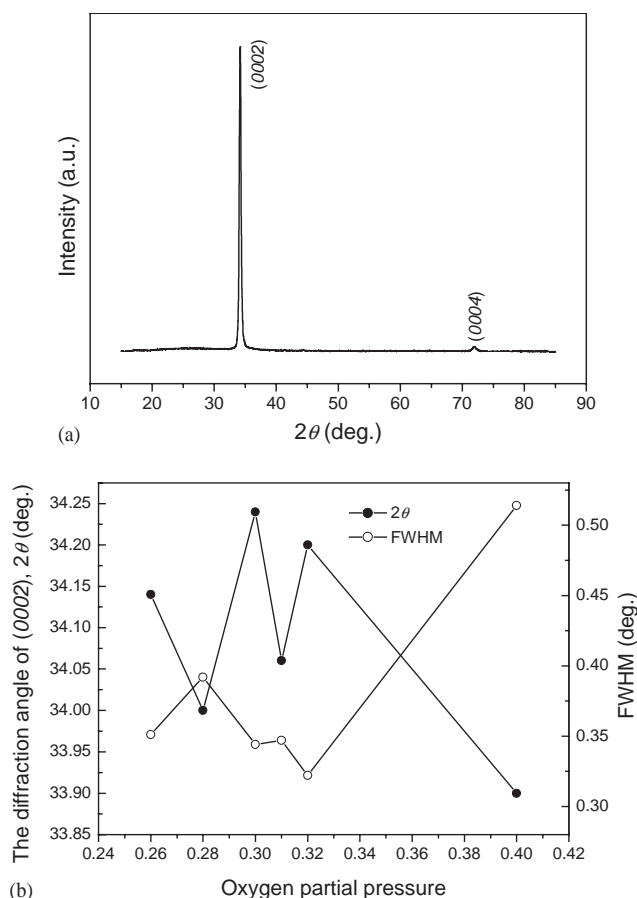 (0002)
(0004)
Intensity (a.u.)
10 20 30 40 50 60 70 80 90
2θ (deg.)
(a)
34.25
34.20
34.15
34.10
34.05
34.00
33.95
33.90
33.85
The diffraction angle of (0002), 2θ (deg.)
2θ
FWHM
0.50
0.45
0.40
0.35
0.30
FWHM (deg.)
0.24 0.26 0.28 0.30 0.32 0.34 0.36 0.38 0.40 0.42
(b)
Oxygen partial pressure